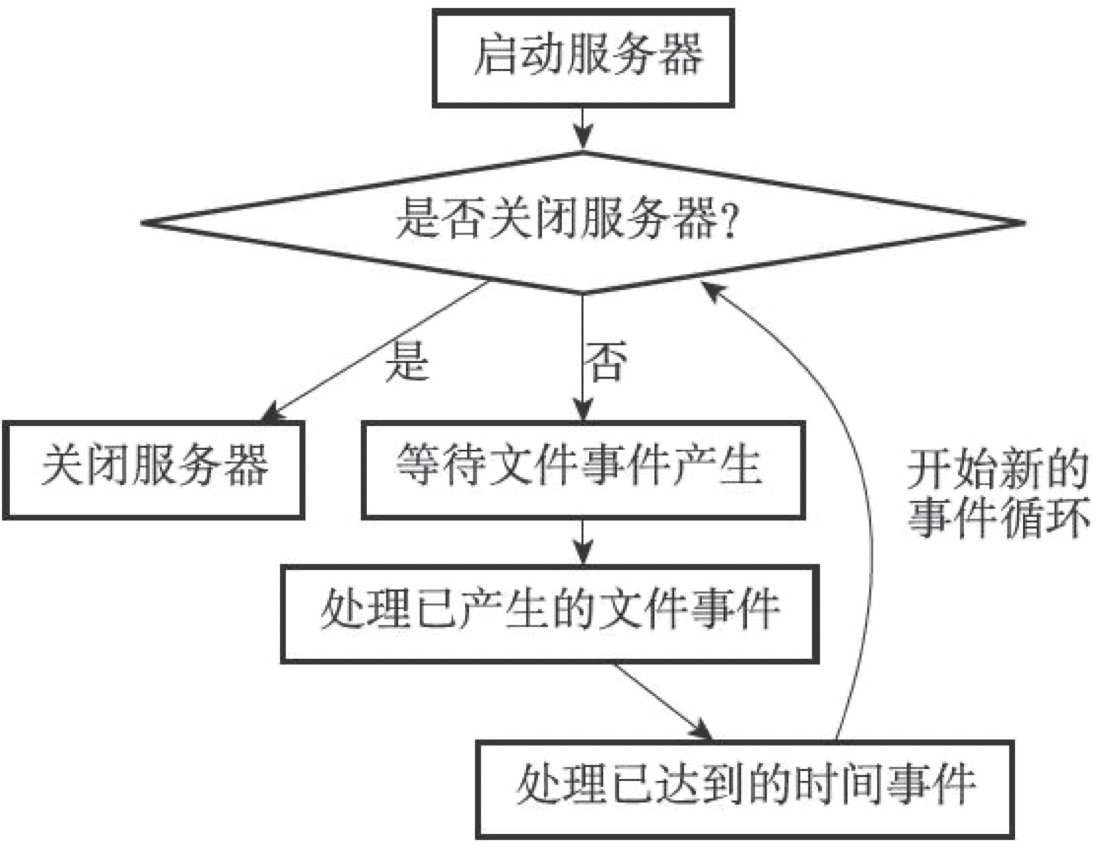 启动服务器
是否关闭服务器?
是
否
关闭服务器
等待文件事件产生
开始新的
事件循环
处理已产生的文件事件
处理已达到的时间事件